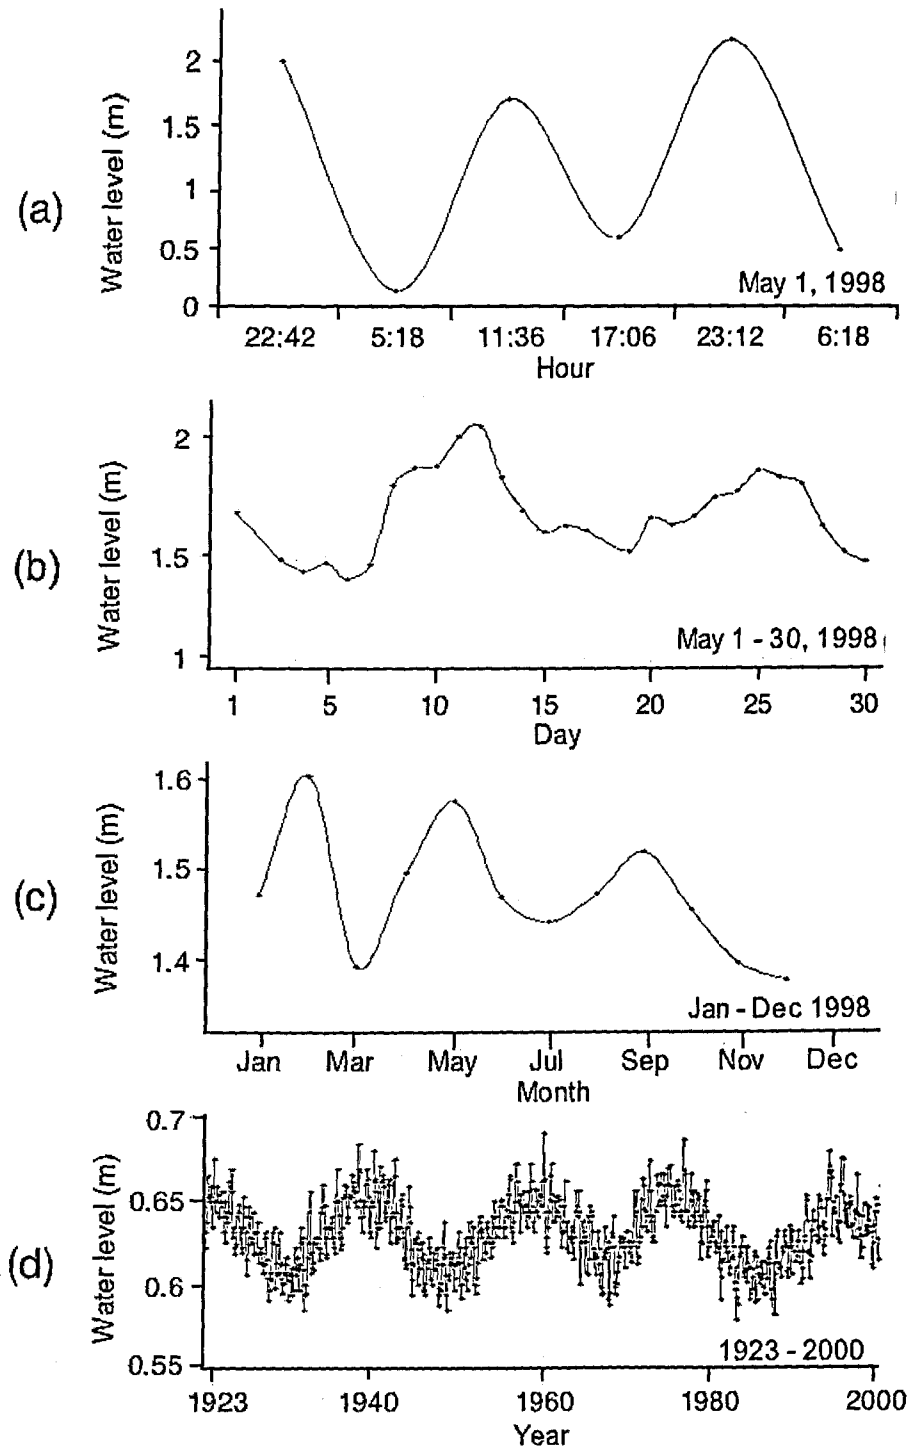 (a)
Water level (m)
2
1.5
1
0.5
0
May 1, 1998
22:42 5:18 11:36 17:06 23:12 6:18
Hour
(b)
Water level (m)
2
1.5
1
May 1 - 30, 1998
1 5 10 15 20 25 30
Day
(c)
Water level (m)
1.6
1.5
1.4
Jan - Dec 1998
Jan Mar May Jul Sep Nov Dec
Month
(d)
Water level (m)
0.7
0.65
0.6
0.55
1923 - 2000
1923 1940 1960 1980 2000
Year